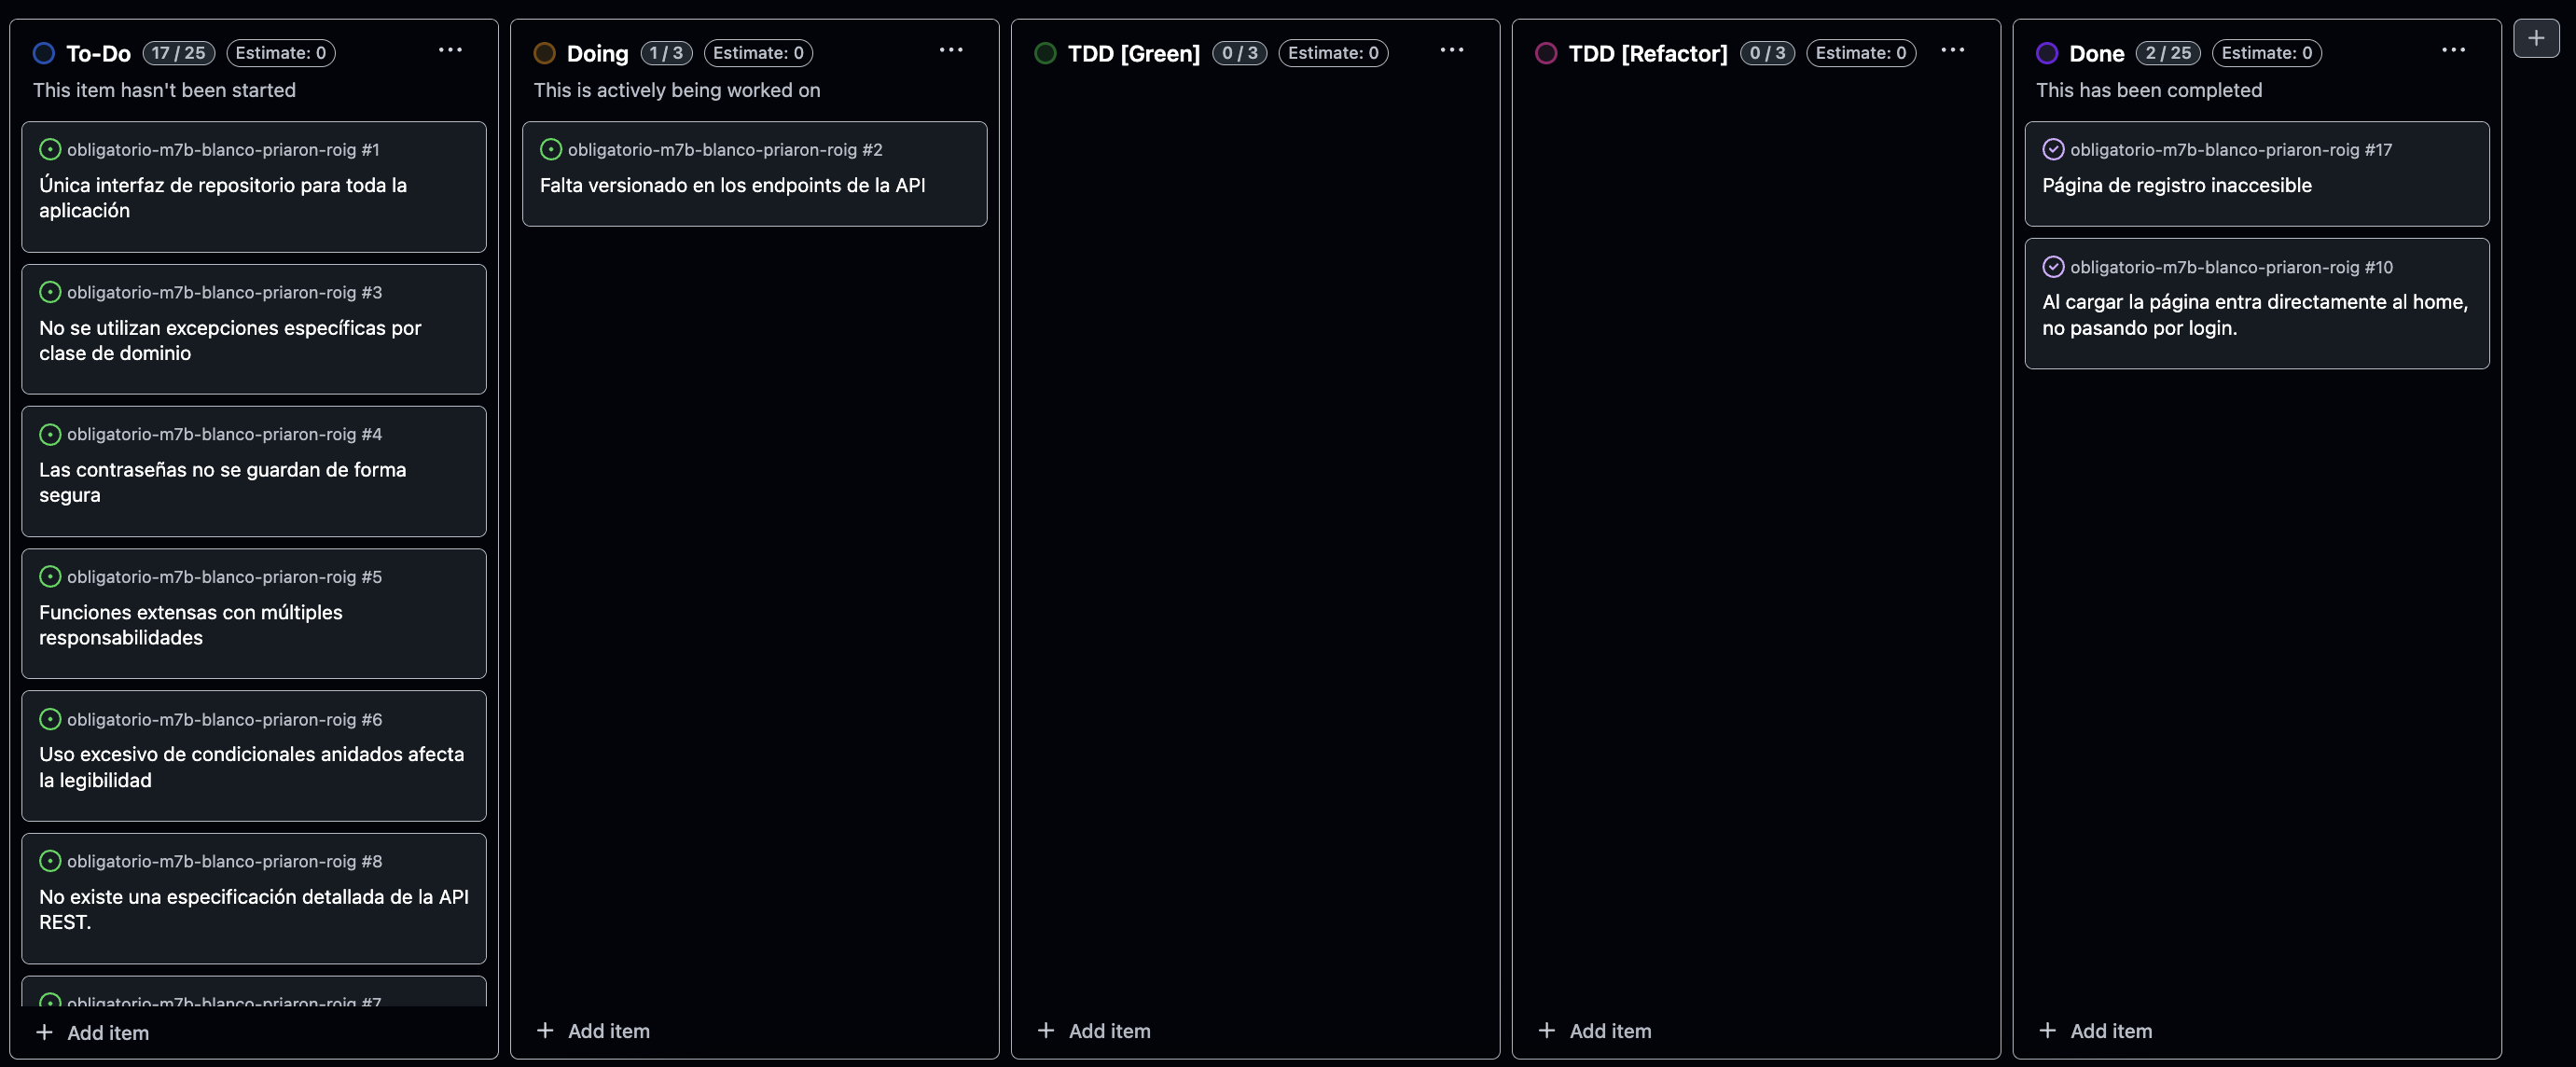 To-Do 17 / 25 Estimate: 0
This item hasn't been started
obligatorio-m7b-blanco-priaron-roig #1
Única interfaz de repositorio para toda la
aplicación
obligatorio-m7b-blanco-priaron-roig #3
No se utilizan excepciones específicas por
clase de dominio
obligatorio-m7b-blanco-priaron-roig #4
Las contraseñas no se guardan de forma
segura
obligatorio-m7b-blanco-priaron-roig #5
Funciones extensas con múltiples
responsabilidades
obligatorio-m7b-blanco-priaron-roig #6
Uso excesivo de condicionales anidados afecta
la legibilidad
obligatorio-m7b-blanco-priaron-roig #8
No existe una especificación detallada de la API
REST.
obligatorio-m7b-blanco-priaron-roig #7
Add item
Doing 1 / 3 Estimate: 0
This is actively being worked on
obligatorio-m7b-blanco-priaron-roig #2
Falta versionado en los endpoints de la API
Add item
TDD [Green] 0 / 3 Estimate: 0
Add item
TDD [Refactor] 0 / 3 Estimate: 0
Add item
Done 2 / 25 Estimate: 0
This has been completed
obligatorio-m7b-blanco-priaron-roig #17
Página de registro inaccesible
obligatorio-m7b-blanco-priaron-roig #10
Al cargar la página entra directamente al home,
no pasando por login.
Add item